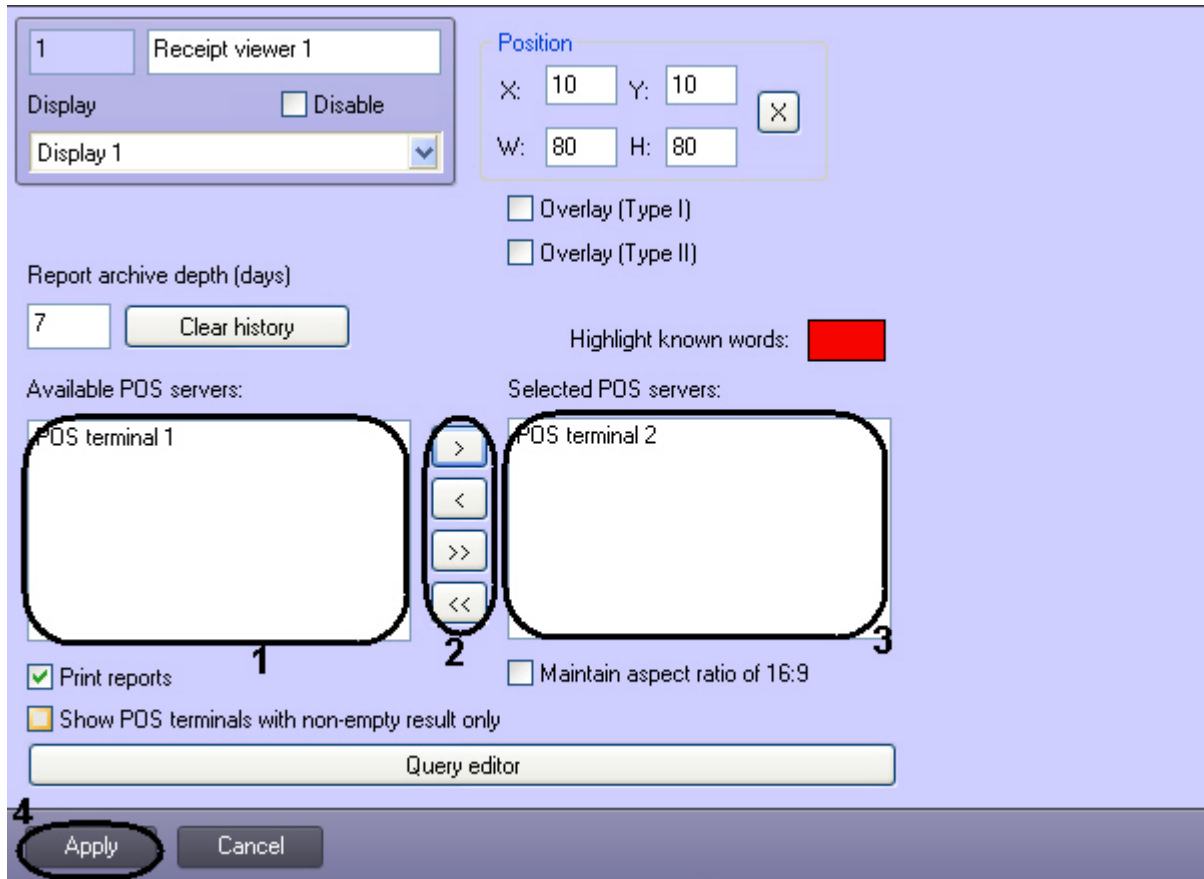 1 Receipt viewer 1
Display Disable
Display 1
Position
X: 10 Y: 10 X
W: 80 H: 80
Overlay (Type I)
Overlay (Type II)
Report archive depth (days)
7 Clear history
Highlight known words:
Available POS servers:
Selected POS servers:
POS terminal 1
>
<
>>
<<
POS terminal 2
1
2
3
Print reports
Maintain aspect ratio of 16:9
Show POS terminals with non-empty result only
Query editor
4
Apply Cancel